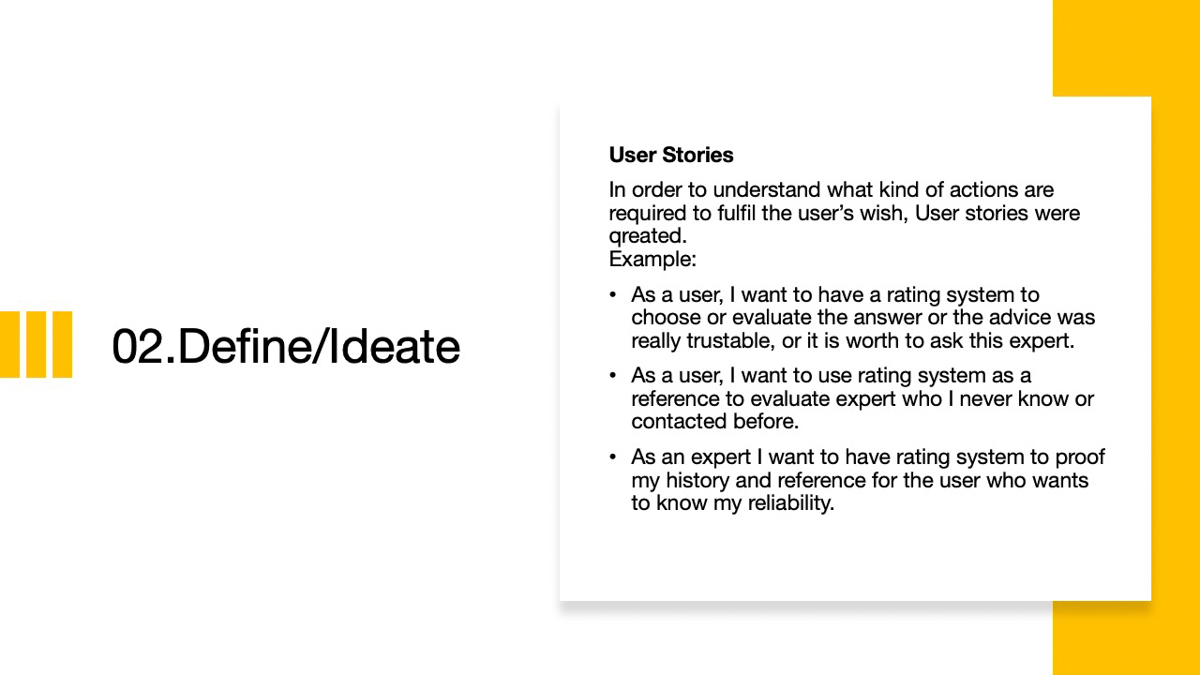 02.Define/Ideate
User Stories
In order to understand what kind of actions are
required to fulfil the user’s wish, User stories were
qreated.
Example:
• As a user, I want to have a rating system to
choose or evaluate the answer or the advice was
really trustable, or it is worth to ask this expert.
• As a user, I want to use rating system as a
reference to evaluate expert who I never know or
contacted before.
• As an expert I want to have rating system to proof
my history and reference for the user who wants
to know my reliability.